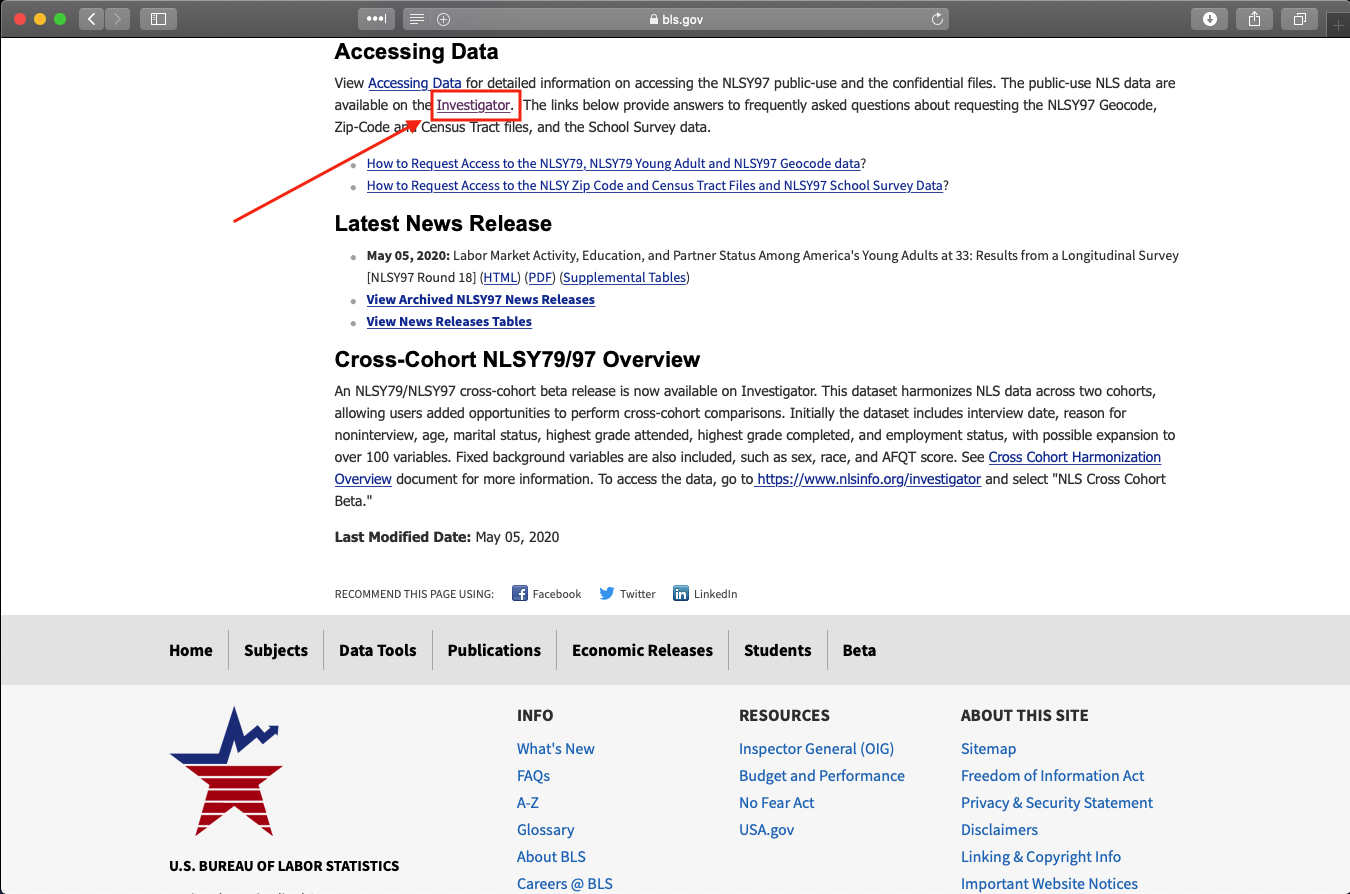 bls.gov
Accessing Data
View Accessing Data for detailed information on accessing the NLSY97 public-use and the confidential files. The public-use NLS data are
available on the Investigator. The links below provide answers to frequently asked questions about requesting the NLSY97 Geocode,
Zip-Code and Census Tract files, and the School Survey data.
How to Request Access to the NLSY79, NLSY79 Young Adult and NLSY97 Geocode data?
How to Request Access to the NLSY Zip Code and Census Tract Files and NLSY97 School Survey Data?
Latest News Release
May 05, 2020: Labor Market Activity, Education, and Partner Status Among America's Young Adults at 33: Results from a Longitudinal Survey
[NLSY97 Round 18] (HTML) (PDF) (Supplemental Tables)
View Archived NLSY97 News Releases
View News Releases Tables
Cross-Cohort NLSY79/97 Overview
An NLSY79/NLSY97 cross-cohort beta release is now available on Investigator. This dataset harmonizes NLS data across two cohorts,
allowing users added opportunities to perform cross-cohort comparisons. Initially the dataset includes interview date, reason for
noninterview, age, marital status, highest grade attended, highest grade completed, and employment status, with possible expansion to
over 100 variables. Fixed background variables are also included, such as sex, race, and AFQT score. See Cross Cohort Harmonization
Overview document for more information. To access the data, go to https://www.nlsinfo.org/investigator and select "NLS Cross Cohort
Beta."
Last Modified Date: May 05, 2020
RECOMMEND THIS PAGE USING: Facebook Twitter LinkedIn
Home Subjects Data Tools Publications Economic Releases Students Beta
U.S. BUREAU OF LABOR STATISTICS
INFO
What's New
FAQs
A-Z
Glossary
About BLS
Careers @ BLS
RESOURCES
Inspector General (OIG)
Budget and Performance
No Fear Act
USA.gov
ABOUT THIS SITE
Sitemap
Freedom of Information Act
Privacy & Security Statement
Disclaimers
Linking & Copyright Info
Important Website Notices